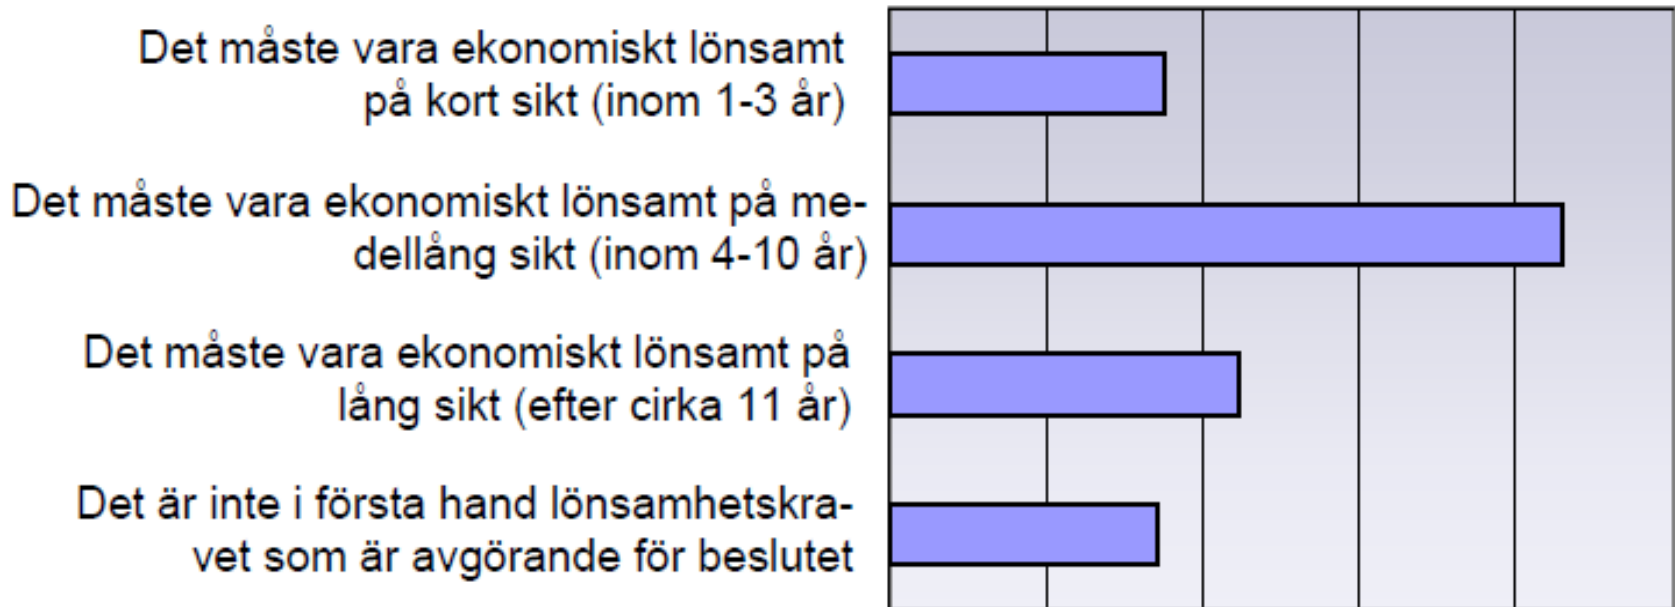 Det måste vara ekonomiskt lönsamt
på kort sikt (inom 1-3 år)
Det måste vara ekonomiskt lönsamt på me-
dellång sikt (inom 4-10 år)
Det måste vara ekonomiskt lönsamt på
lång sikt (efter cirka 11 år)
Det är inte i första hand lönsamhetskra-
vet som är avgörande för beslutet